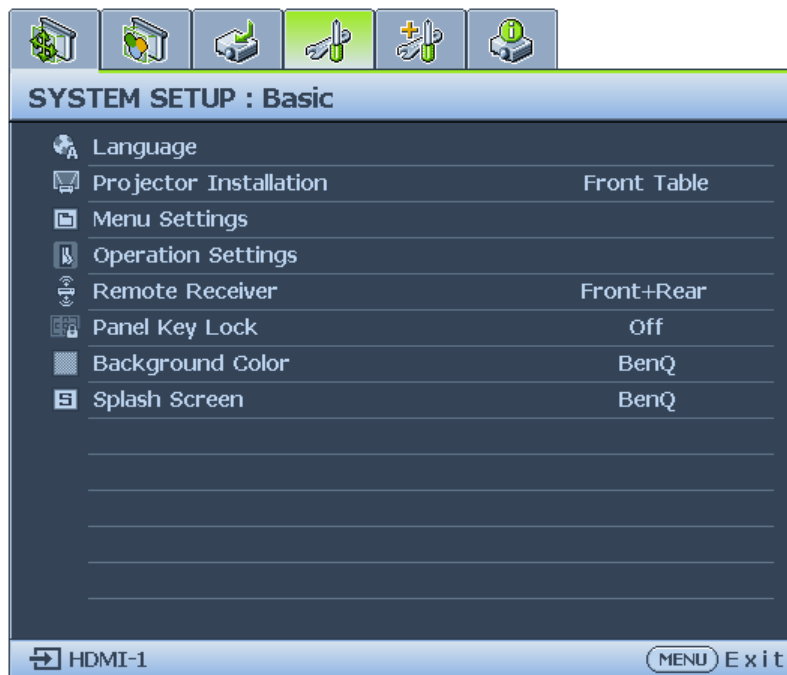 SYSTEM SETUP : Basic
Language
Projector Installation Front Table
Menu Settings
Operation Settings
Remote Receiver Front+Rear
Panel Key Lock Off
Background Color BenQ
Splash Screen BenQ
HDMI-1 MENU Exit